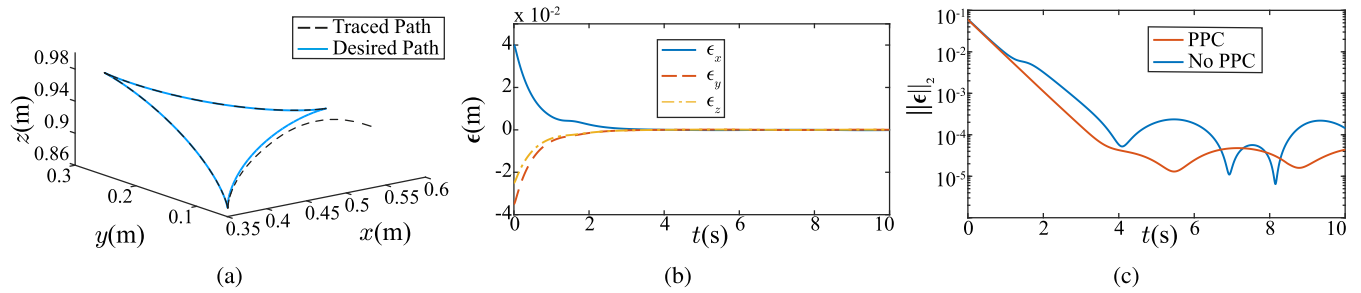 Traced Path
Desired Path
0.98
0.94
0.9
0.86
z(m)
0.3
0.2
0.1
y(m)
0.35
0.4
0.45
0.5
0.55
0.6
x(m)
(a)
x 10⁻²
4
2
0
-2
-4
ϵ(m)
ϵₓ
ϵ_y
ϵ_z
0 2 4 6 8 10
t(s)
(b)
10⁻¹
10⁻²
10⁻³
10⁻⁴
10⁻⁵
||ϵ||₂
PPC
No PPC
0 2 4 6 8 10
t(s)
(c)